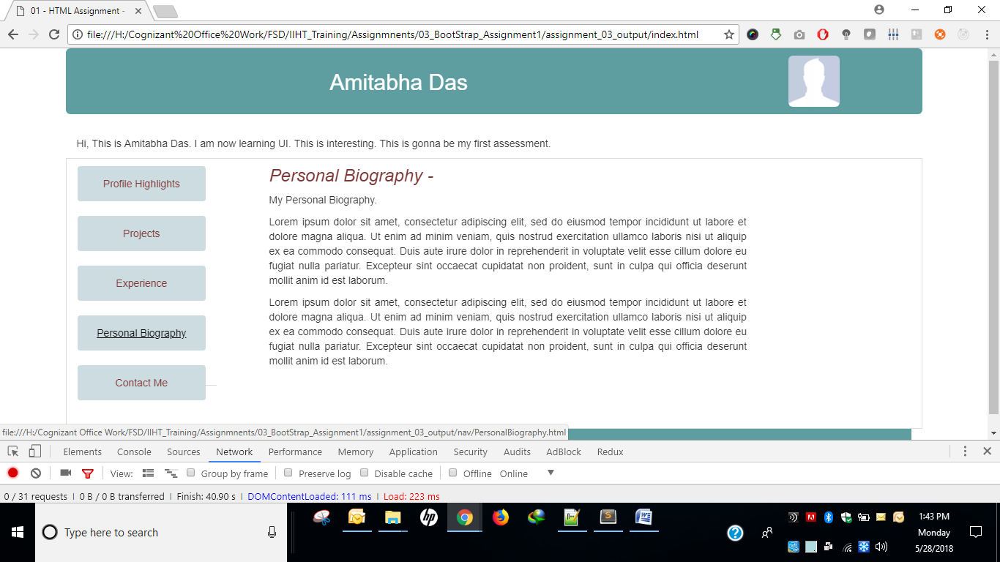 01 - HTML Assignment -
file:///H:/Cognizant%20Office%20Work/FSD/IIHT_Training/Assignmnents/03_BootStrap_Assignment1/assignment_03_output/index.html
Amitabha Das
Hi, This is Amitabha Das. I am now learning UI. This is interesting. This is gonna be my first assessment.
Profile Highlights
Projects
Experience
Personal Biography
Contact Me
Personal Biography -
My Personal Biography.
Lorem ipsum dolor sit amet, consectetur adipiscing elit, sed do eiusmod tempor incididunt ut labore et
dolore magna aliqua. Ut enim ad minim veniam, quis nostrud exercitation ullamco laboris nisi ut aliquip
ex ea commodo consequat. Duis aute irure dolor in reprehenderit in voluptate velit esse cillum dolore eu
fugiat nulla pariatur. Excepteur sint occaecat cupidatat non proident, sunt in culpa qui officia deserunt
mollit anim id est laborum.
Lorem ipsum dolor sit amet, consectetur adipiscing elit, sed do eiusmod tempor incididunt ut labore et
dolore magna aliqua. Ut enim ad minim veniam, quis nostrud exercitation ullamco laboris nisi ut aliquip
ex ea commodo consequat. Duis aute irure dolor in reprehenderit in voluptate velit esse cillum dolore eu
fugiat nulla pariatur. Excepteur sint occaecat cupidatat non proident, sunt in culpa qui officia deserunt
mollit anim id est laborum.
file:///H:/Cognizant Office Work/FSD/IIHT_Training/Assignmnents/03_BootStrap_Assignment1/assignment_03_output/nav/PersonalBiography.html
Elements Console Sources Network Performance Memory Application Security Audits AdBlock Redux
View: Group by frame Preserve log Disable cache Offline Online
0 / 31 requests | 0 B / 0 B transferred | Finish: 40.90 s | DOMContentLoaded: 111 ms | Load: 223 ms
Type here to search
hp
1:43 PM
Monday
5/28/2018